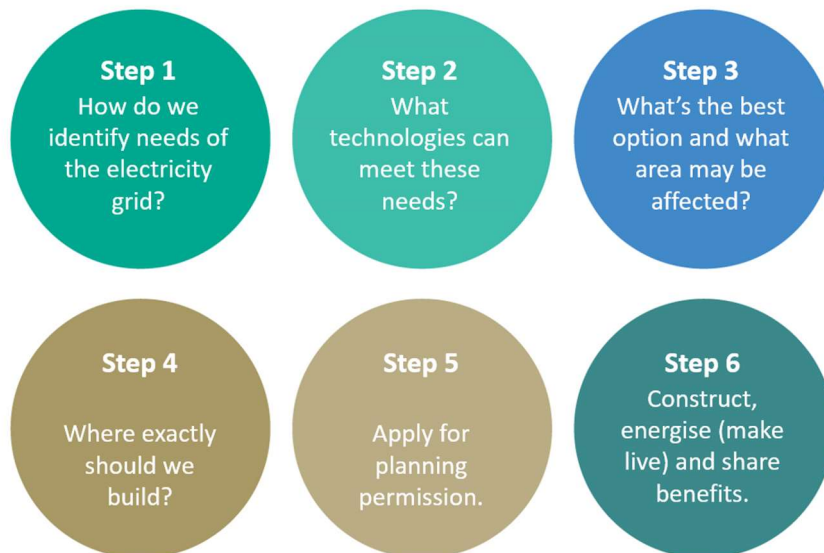 Step 1
How do we
identify needs of
the electricity
grid?
Step 2
What
technologies can
meet these
needs?
Step 3
What's the best
option and what
area may be
affected?
Step 4
Where exactly
should we
build?
Step 5
Apply for
planning
permission.
Step 6
Construct,
energise (make
live) and share
benefits.